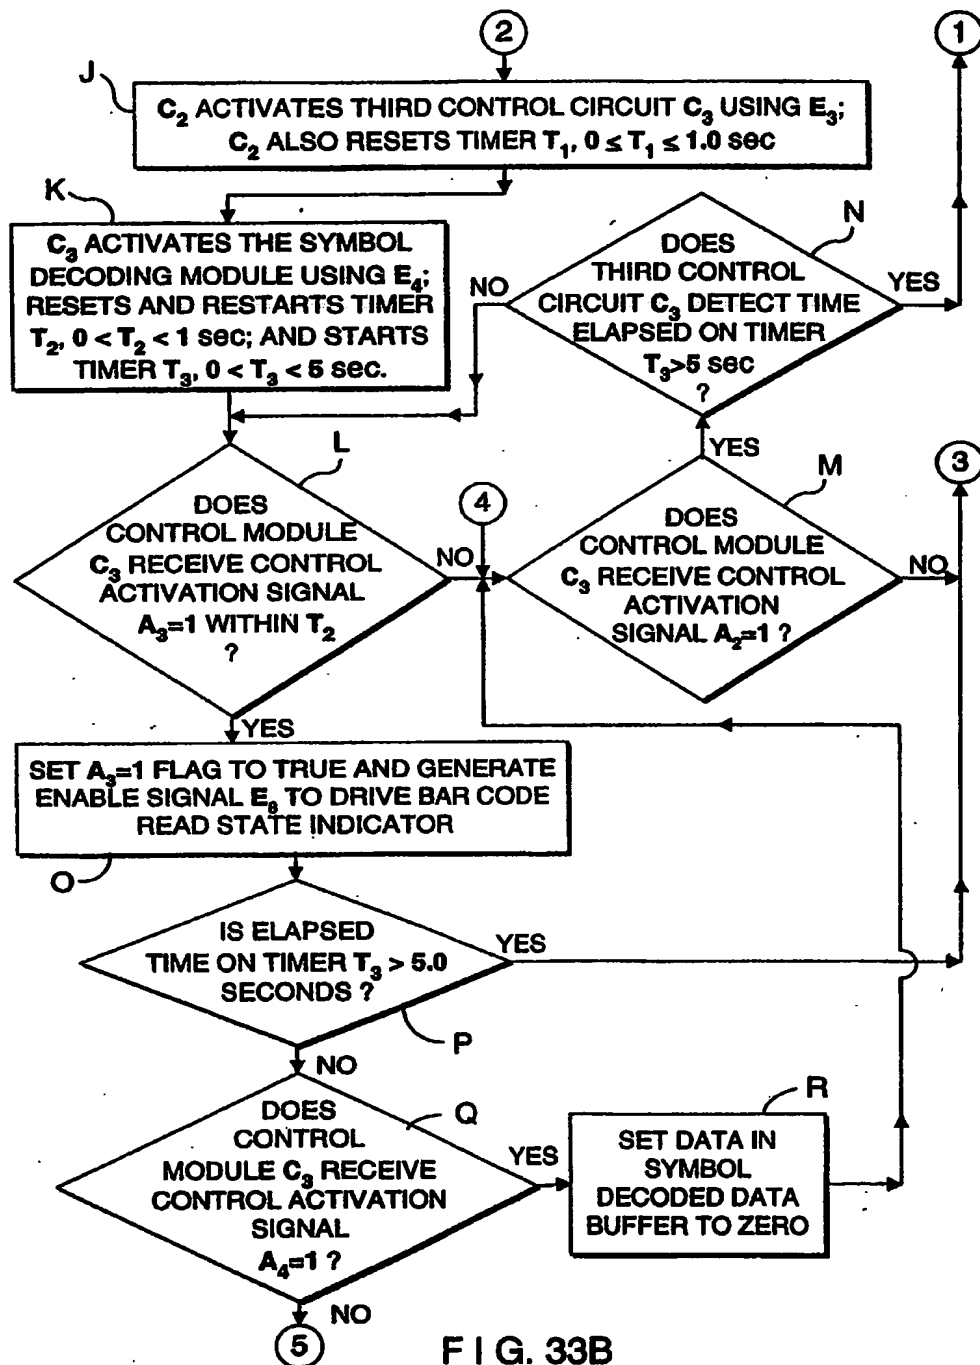 2
1
J
C₂ ACTIVATES THIRD CONTROL CIRCUIT C₃ USING E₃;
C₂ ALSO RESETS TIMER T₁, 0 ≤ T₁ ≤ 1.0 sec
K
C₃ ACTIVATES THE SYMBOL
DECODING MODULE USING E₄;
RESETS AND RESTARTS TIMER
T₂, 0 < T₂ < 1 sec; AND STARTS
TIMER T₃, 0 < T₃ < 5 sec.
N
DOES
THIRD CONTROL
CIRCUIT C₃ DETECT TIME
ELAPSED ON TIMER
T₃>5 sec
?
NO
YES
YES
L
DOES
CONTROL MODULE
C₃ RECEIVE CONTROL
ACTIVATION SIGNAL
A₃=1 WITHIN T₂
?
NO
4
M
DOES
CONTROL MODULE
C₃ RECEIVE CONTROL
ACTIVATION
SIGNAL A₂=1 ?
NO
3
YES
SET A₃=1 FLAG TO TRUE AND GENERATE
ENABLE SIGNAL E₆ TO DRIVE BAR CODE
READ STATE INDICATOR
O
IS ELAPSED
TIME ON TIMER T₃ > 5.0
SECONDS ?
YES
P
NO
Q
DOES
CONTROL
MODULE C₃ RECEIVE
CONTROL ACTIVATION
SIGNAL
A₄=1 ?
YES
R
SET DATA IN
SYMBOL
DECODED DATA
BUFFER TO ZERO
NO
5
FIG. 33B